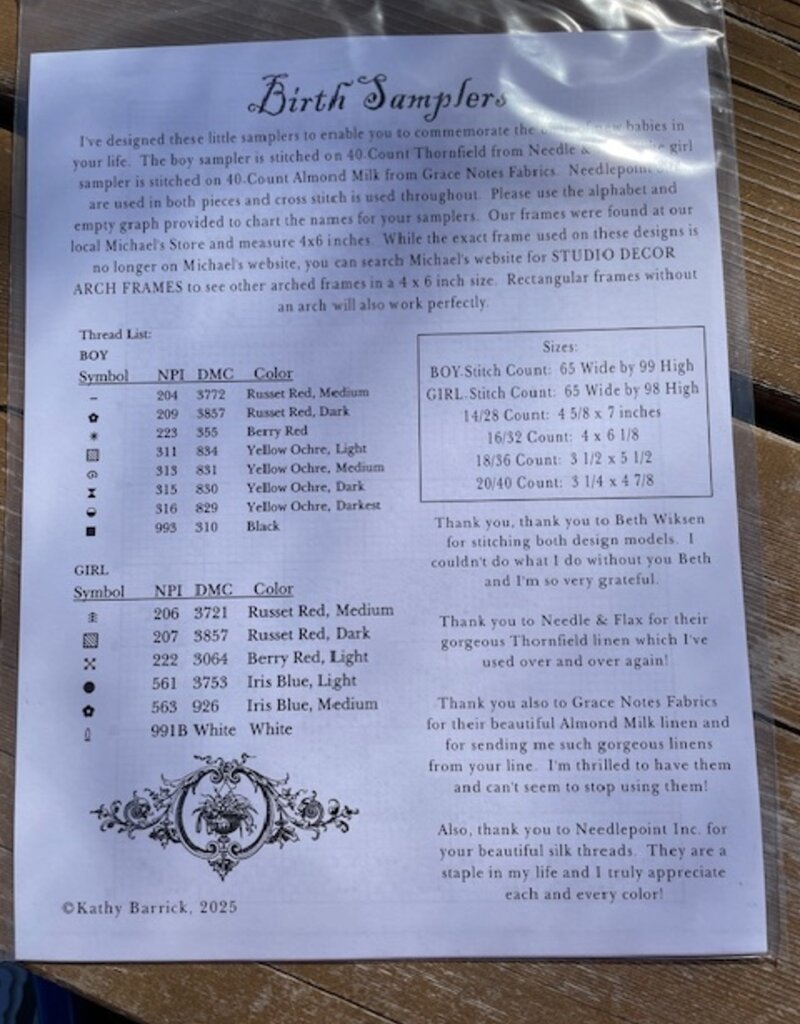 Birth Samplers
I've designed these little samplers to enable you to commemorate the babies in
your life. The boy sampler is stitched on 40 Count Thornfield from Needle & girl
sampler is stitched on 40 Count Almond Milk from Grace Notes Fabrics. Needlepoint
are used in both pieces and cross stitch is used throughout. Please use the alphabet and
empty graph provided to chart the names for your samplers. Our frames were found at our
local Michael's Store and measure 4x6 inches. While the exact frame used on these designs is
no longer on Michael's website, you can search Michael's website for STUDIO DECOR
ARCH FRAMES to see other arched frames in a 4 x 6 inch size. Rectangular frames without
an arch will also work perfectly.
Thread List:
BOY
Symbol NPI DMC Color
204 3772 Russet Red, Medium
209 3857 Russet Red, Dark
223 355 Berry Red
311 834 Yellow Ochre, Light
313 831 Yellow Ochre, Medium
315 830 Yellow Ochre, Dark
316 829 Yellow Ochre, Darkest
993 310 Black
GIRL
Symbol NPI DMC Color
206 3721 Russet Red, Medium
207 3857 Russet Red, Dark
222 3064 Berry Red, Light
561 3753 Iris Blue, Light
563 926 Iris Blue, Medium
991B White White
©Kathy Barrick, 2025
Sizes:
BOY Stitch Count: 65 Wide by 99 High
GIRL Stitch Count: 65 Wide by 98 High
14/28 Count: 4 5/8 x 7 inches
16/32 Count: 4 x 6 1/8
18/36 Count: 3 1/2 x 5 1/2
20/40 Count: 3 1/4 x 4 7/8
Thank you, thank you to Beth Wiksen
for stitching both design models. I
couldn't do what I do without you Beth
and I'm so very grateful.
Thank you to Needle & Flax for their
gorgeous Thornfield linen which I've
used over and over again!
Thank you also to Grace Notes Fabrics
for their beautiful Almond Milk linen and
for sending me such gorgeous linens
from your line. I'm thrilled to have them
and can't seem to stop using them!
Also, thank you to Needlepoint Inc. for
your beautiful silk threads. They are a
staple in my life and I truly appreciate
each and every color!